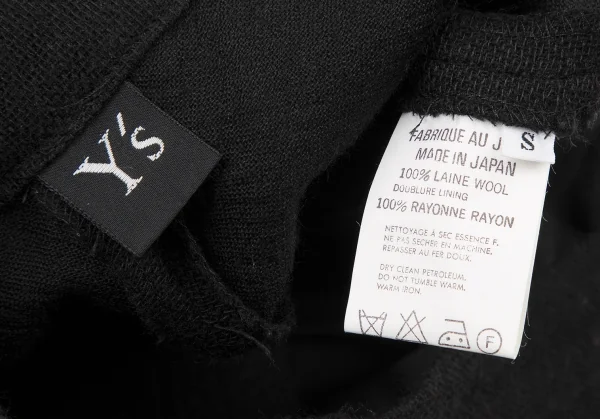 Y's
S
FABRIQUE AU J
MADE IN JAPAN
100% LAINE WOOL
DOUBLURE LINING
100% RAYONNE RAYON
NETTOYAGE À SEC ESSENCE F.
NE PAS SECHER EN MACHINE.
REPASSER AU FER DOUX.
DRY CLEAN PETROLEUM,
DO NOT TUMBLE WARM.
WARM IRON.
F